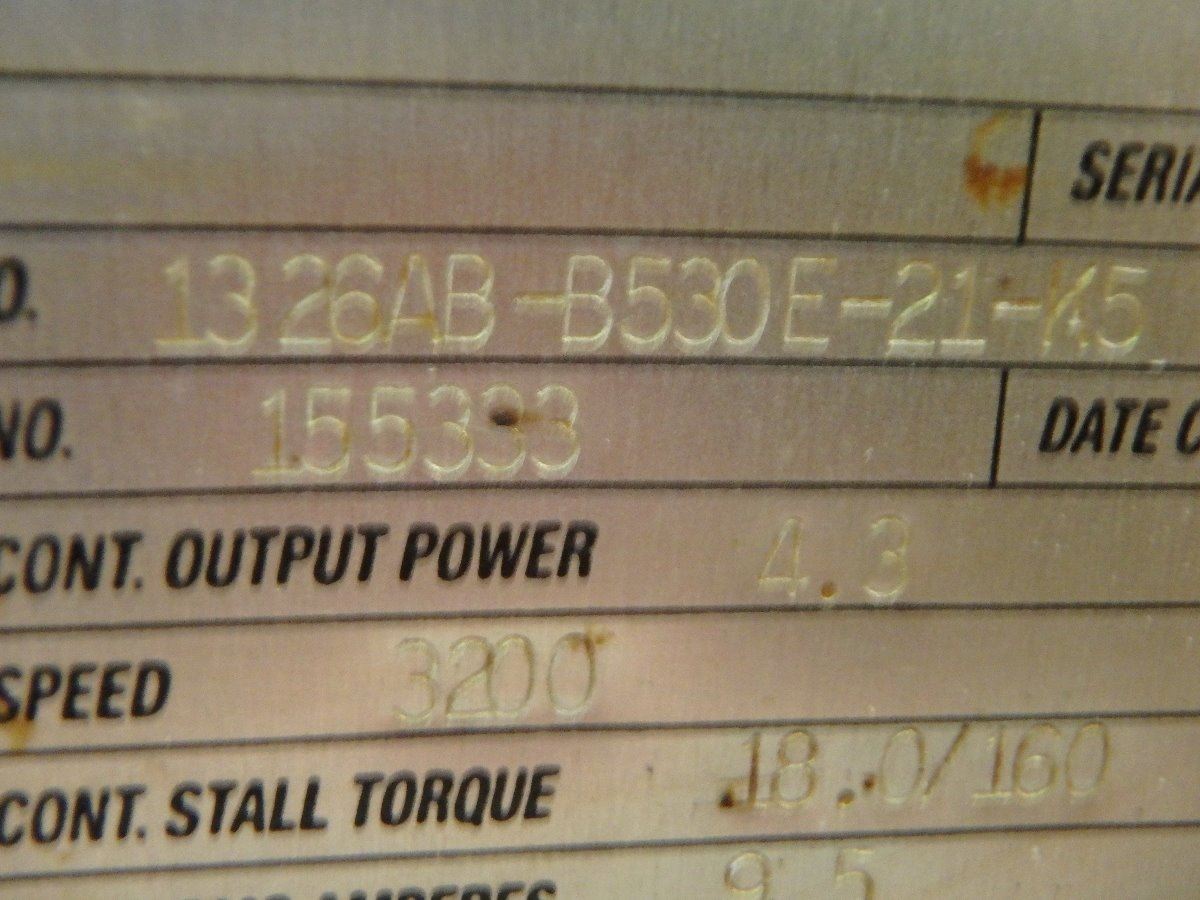 SERIA
O. 1326AB-B530E-21-K5
NO. 155333 DATE C
CONT. OUTPUT POWER 4.3
SPEED 3200
CONT. STALL TORQUE 18.0/160
AMPERES 9.5